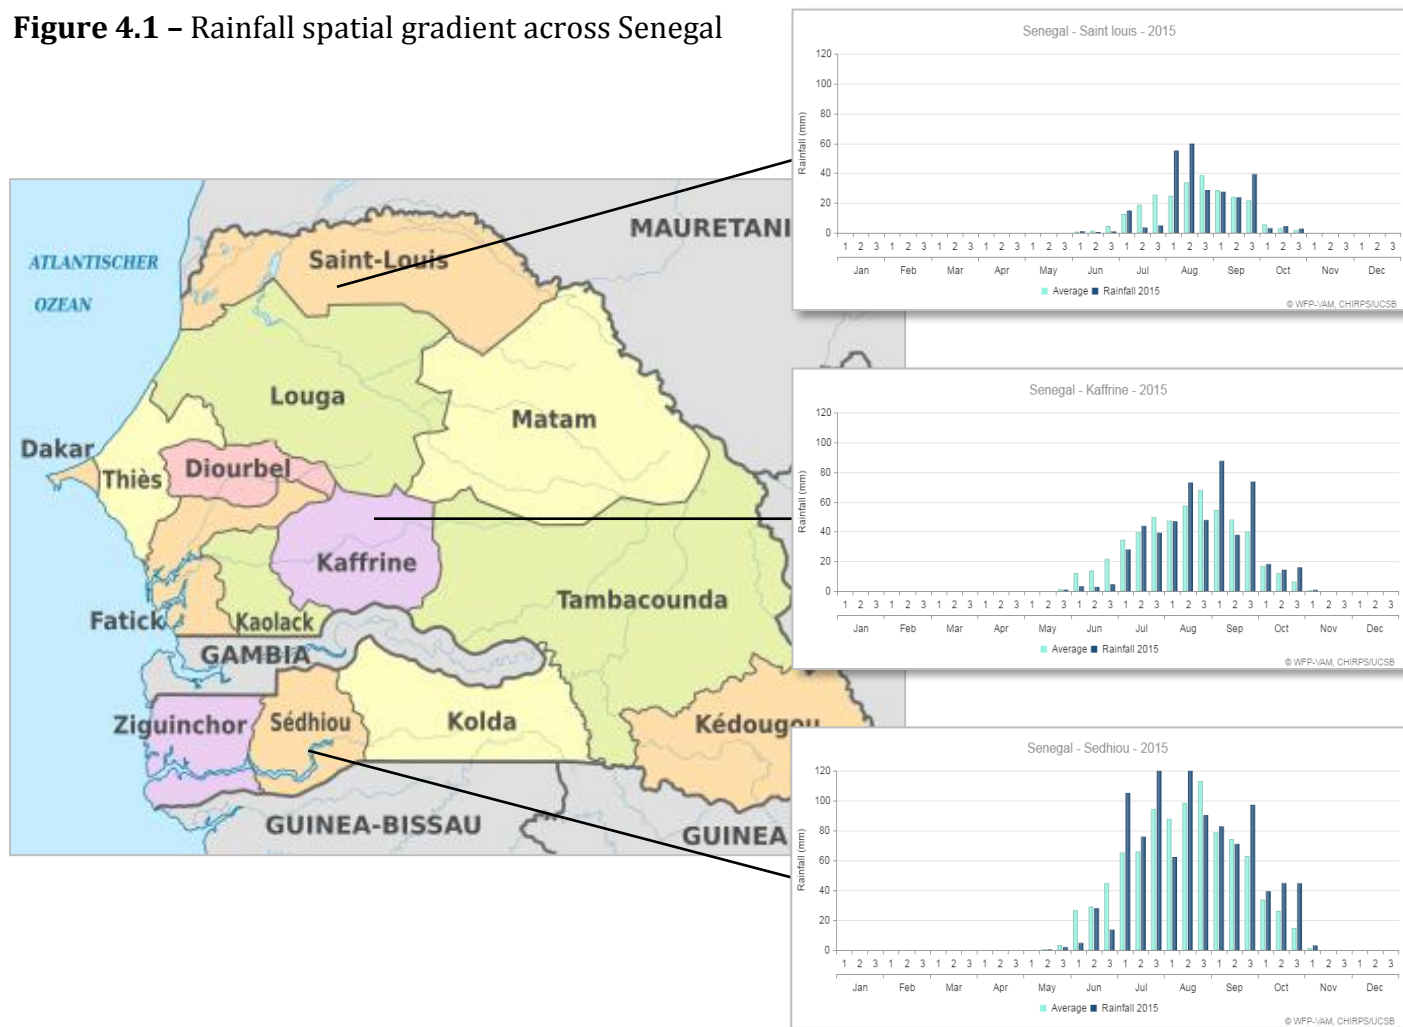 Figure 4.1 – Rainfall spatial gradient across Senegal
Senegal - Saint louis - 2015
Rainfall (mm)
120
100
80
60
40
20
0
1 2 3 1 2 3 1 2 3 1 2 3 1 2 3 1 2 3 1 2 3 1 2 3 1 2 3 1 2 3 1 2 3 1 2 3
Jan Feb Mar Apr May Jun Jul Aug Sep Oct Nov Dec
Average Rainfall 2015
© WFP-VAM, CHIRPS/UCSB
MAURETANI
ATLANTISCHER
OZEAN
Saint-Louis
Louga
Matam
Dakar
Thiès
Diourbel
Kaffrine
Tambacounda
Fatick
Kaolack
GAMBIA
Ziguinchor
Sédhiou
Kolda
Kédougou
GUINEA-BISSAU
GUINEA
Senegal - Kaffrine - 2015
Rainfall (mm)
120
100
80
60
40
20
0
1 2 3 1 2 3 1 2 3 1 2 3 1 2 3 1 2 3 1 2 3 1 2 3 1 2 3 1 2 3 1 2 3 1 2 3
Jan Feb Mar Apr May Jun Jul Aug Sep Oct Nov Dec
Average Rainfall 2015
© WFP-VAM, CHIRPS/UCSB
Senegal - Sedhiou - 2015
Rainfall (mm)
120
100
80
60
40
20
0
1 2 3 1 2 3 1 2 3 1 2 3 1 2 3 1 2 3 1 2 3 1 2 3 1 2 3 1 2 3 1 2 3 1 2 3
Jan Feb Mar Apr May Jun Jul Aug Sep Oct Nov Dec
Average Rainfall 2015
© WFP-VAM, CHIRPS/UCSB